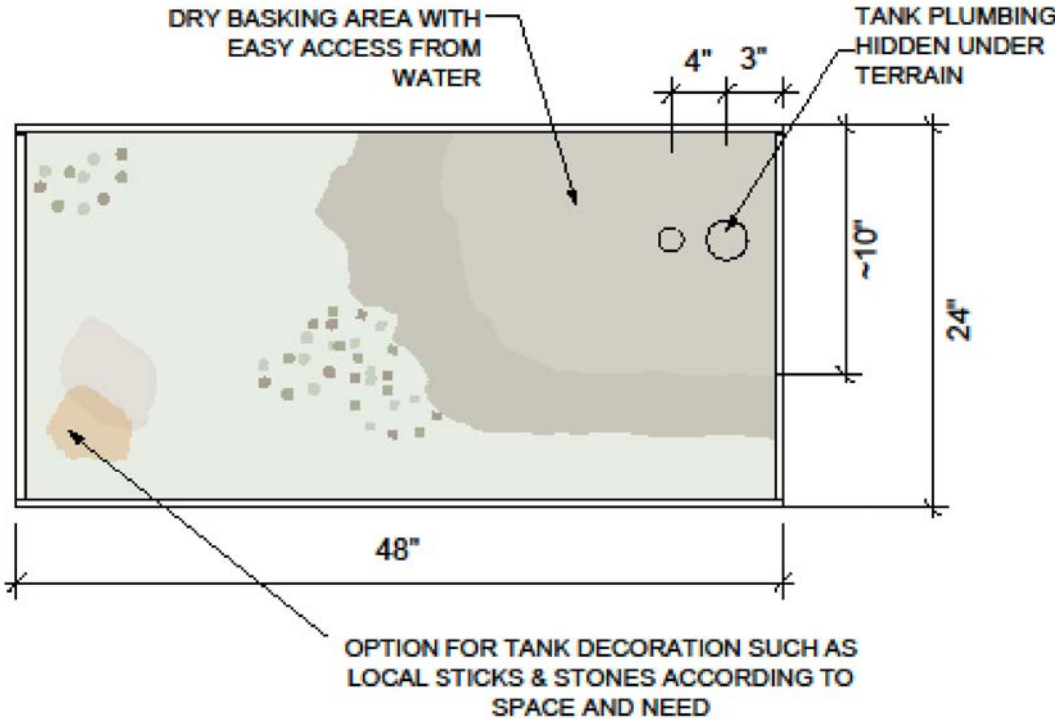 DRY BASKING AREA WITH
EASY ACCESS FROM
WATER
TANK PLUMBING
HIDDEN UNDER
TERRAIN
4"
3"
~10"
24"
48"
OPTION FOR TANK DECORATION SUCH AS
LOCAL STICKS & STONES ACCORDING TO
SPACE AND NEED